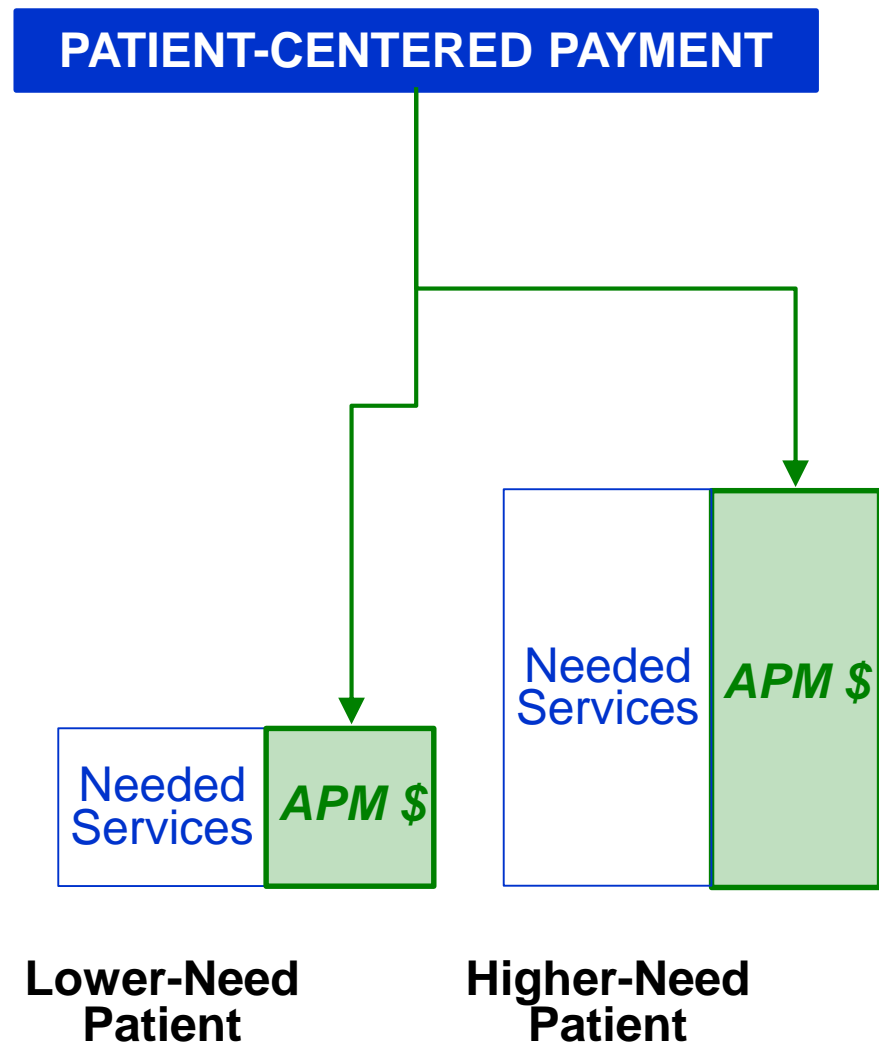 PATIENT-CENTERED PAYMENT
Needed
Services
APM $
Needed
Services
APM $
Lower-Need
Patient
Higher-Need
Patient